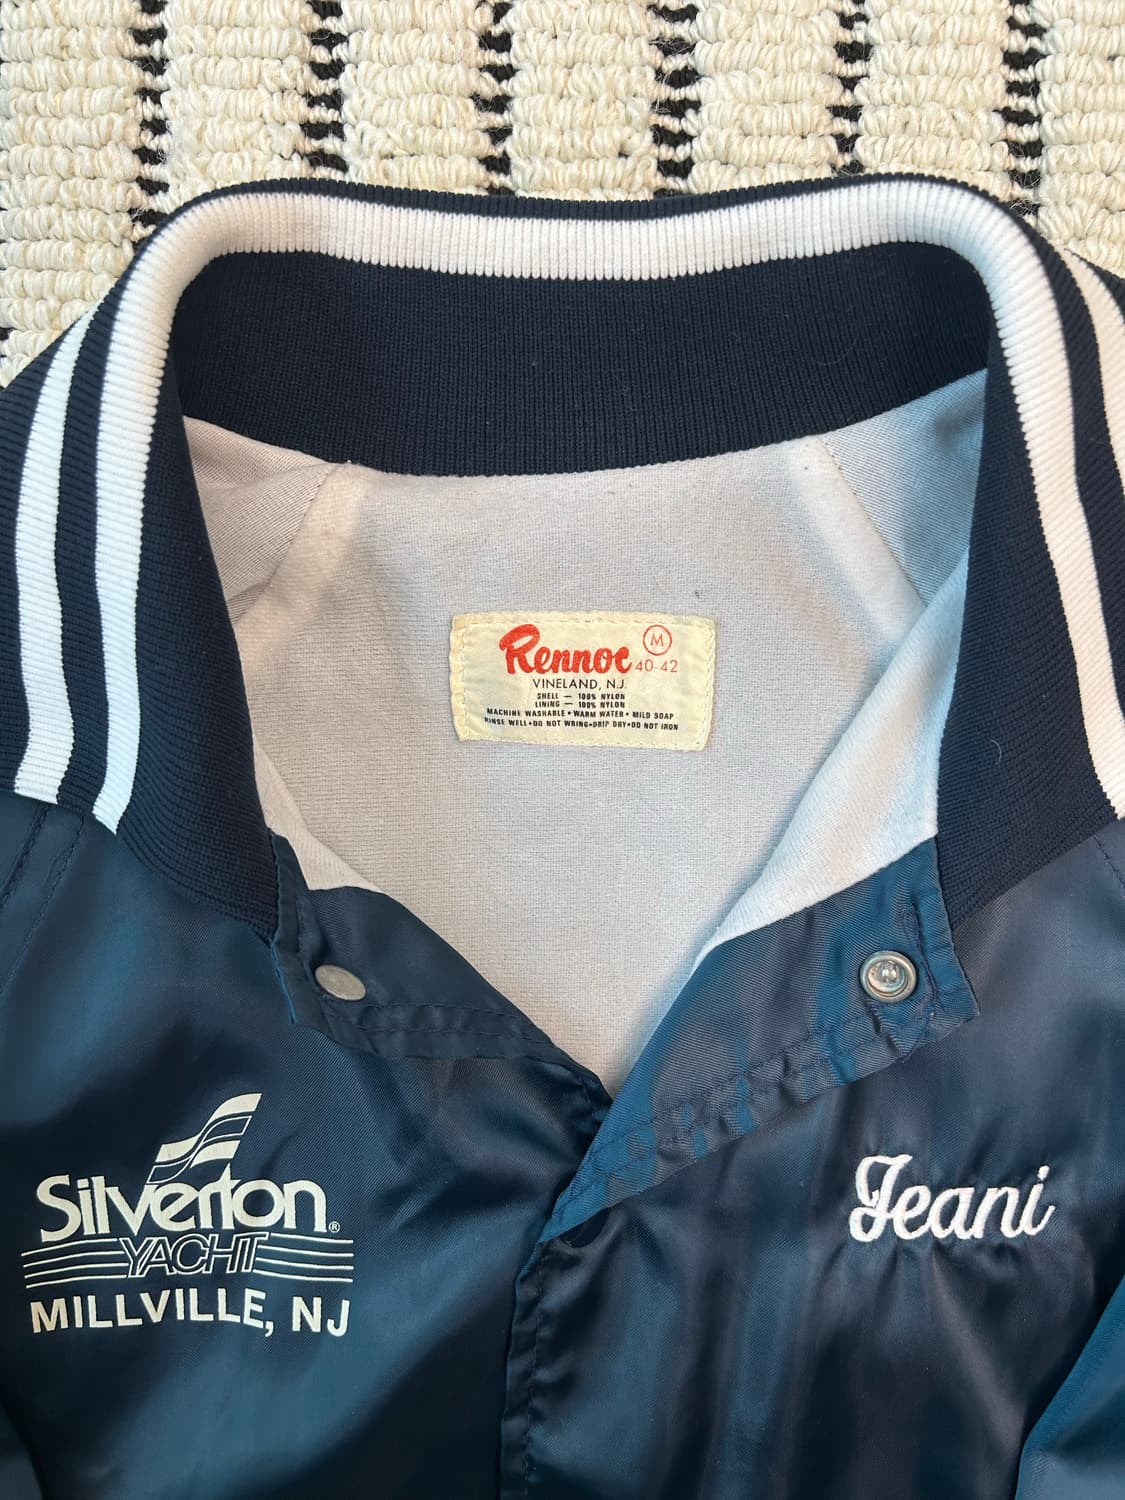 Rennoc
M
40-42
VINELAND, N.J.
SHELL — 100% NYLON
LINING — 100% NYLON
MACHINE WASHABLE • WARM WATER • MILD SOAP
RINSE WELL • DO NOT WRING • DRIP DRY • DO NOT IRON
Silverton®
YACHT
MILLVILLE, NJ
Jeani